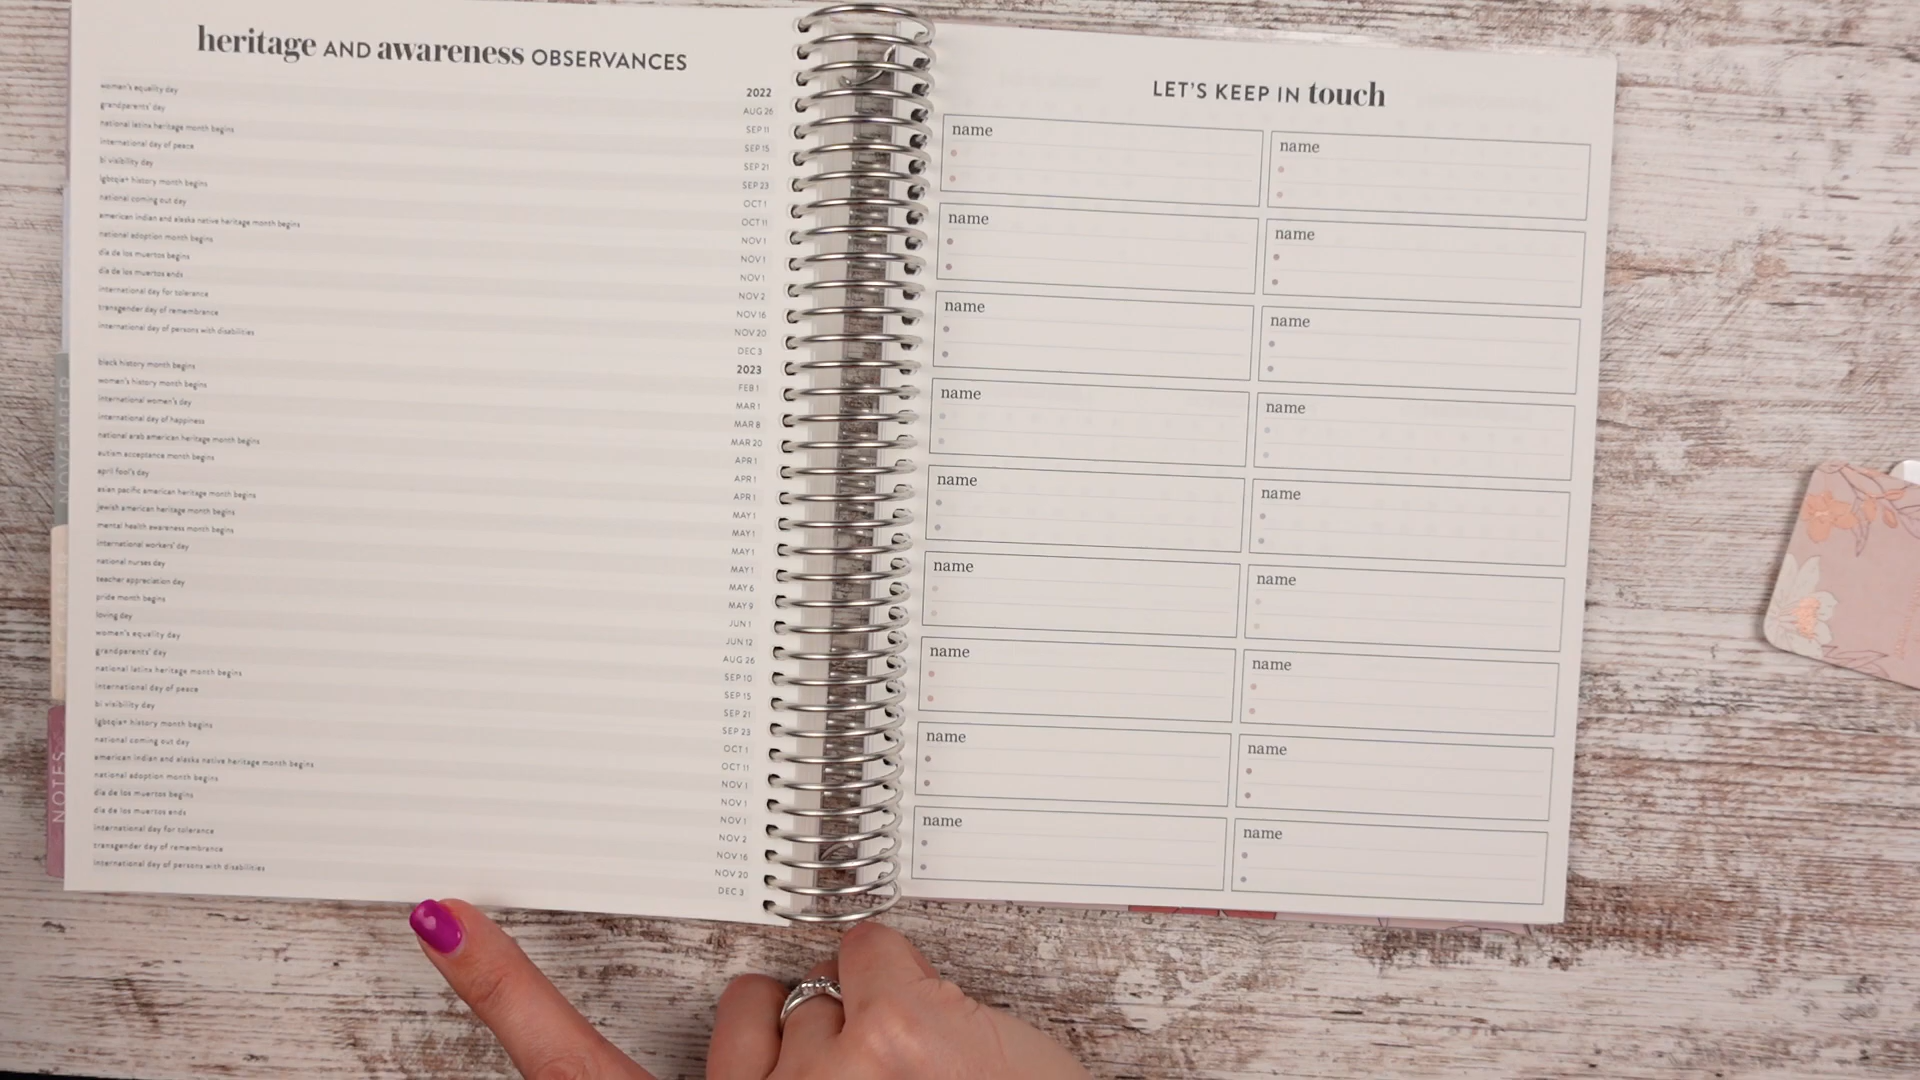 heritage AND awareness OBSERVANCES
2022
women's equality day AUG 26
grandparents' day SEP 11
national latinx heritage month begins SEP 15
international day of peace SEP 21
bi visibility day SEP 23
lgbtqia+ history month begins OCT 1
national coming out day OCT 11
american indian and alaska native heritage month begins NOV 1
national adoption month begins NOV 1
día de los muertos begins NOV 1
día de los muertos ends NOV 2
international day for tolerance NOV 16
transgender day of remembrance NOV 20
international day of persons with disabilities DEC 3
2023
black history month begins FEB 1
women's history month begins MAR 1
international women's day MAR 8
international day of happiness MAR 20
national arab american heritage month begins APR 1
autism acceptance month begins APR 1
april fool's day APR 1
asian pacific american heritage month begins MAY 1
jewish american heritage month begins MAY 1
mental health awareness month begins MAY 1
international workers' day MAY 1
national nurses day MAY 6
teacher appreciation day MAY 9
pride month begins JUN 1
loving day JUN 12
women's equality day AUG 26
grandparents' day SEP 10
national latinx heritage month begins SEP 15
international day of peace SEP 21
bi visibility day SEP 23
lgbtqia+ history month begins OCT 1
national coming out day OCT 11
american indian and alaska native heritage month begins NOV 1
national adoption month begins NOV 1
día de los muertos begins NOV 1
día de los muertos ends NOV 2
international day for tolerance NOV 16
transgender day of remembrance NOV 20
international day of persons with disabilities DEC 3
NOVEMBER
NOTES
LET'S KEEP IN touch
name name
name name
name name
name name
name name
name name
name name
name name
name name